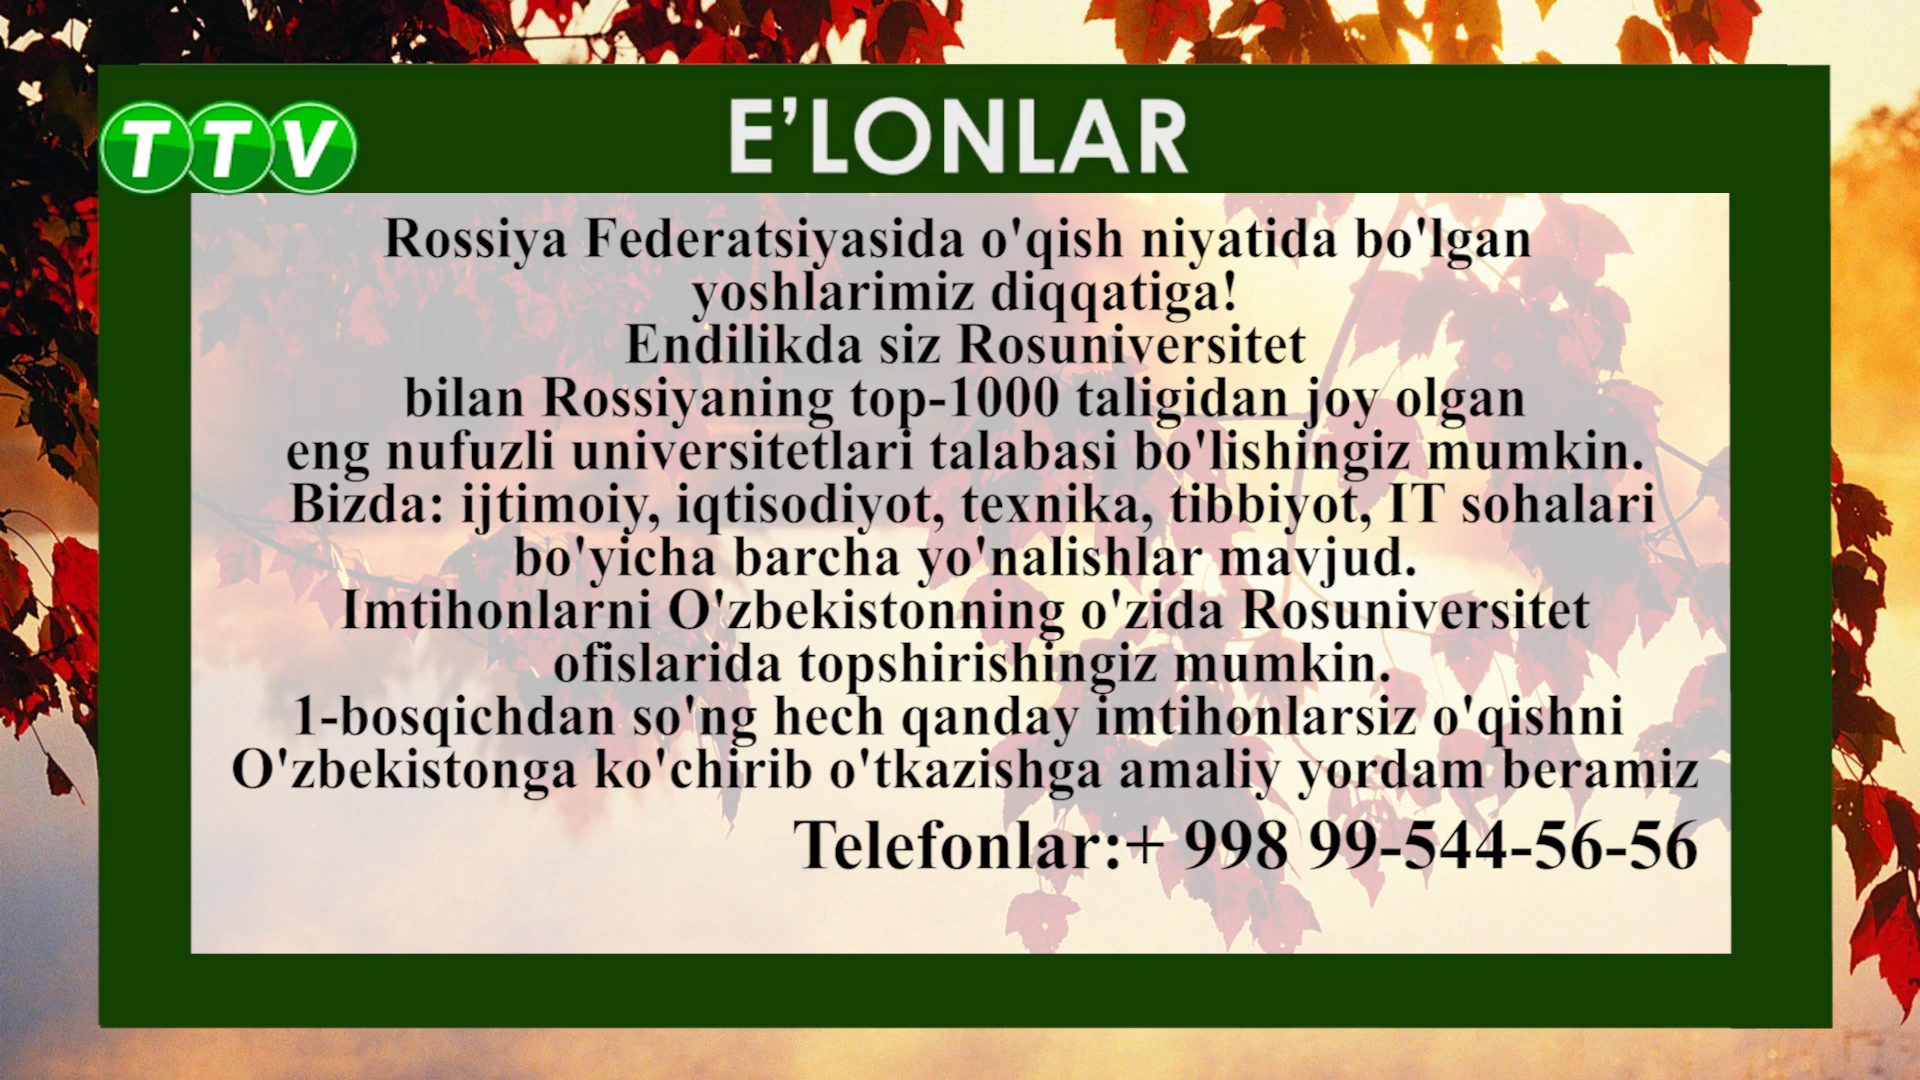 TTV
E’LONLAR
Rossiya Federatsiyasida o'qish niyatida bo'lgan
yoshlarimiz diqqatiga!
Endilikda siz Rosuniversitet
bilan Rossiyaning top-1000 taligidan joy olgan
eng nufuzli universitetlari talabasi bo'lishingiz mumkin.
Bizda: ijtimoiy, iqtisodiyot, texnika, tibbiyot, IT sohalari
bo'yicha barcha yo'nalishlar mavjud.
Imtihonlarni O'zbekistonning o'zida Rosuniversitet
ofislarida topshirishingiz mumkin.
1-bosqichdan so'ng hech qanday imtihonlarsiz o'qishni
O'zbekistonga ko'chirib o'tkazishga amaliy yordam beramiz
Telefonlar:+ 998 99-544-56-56